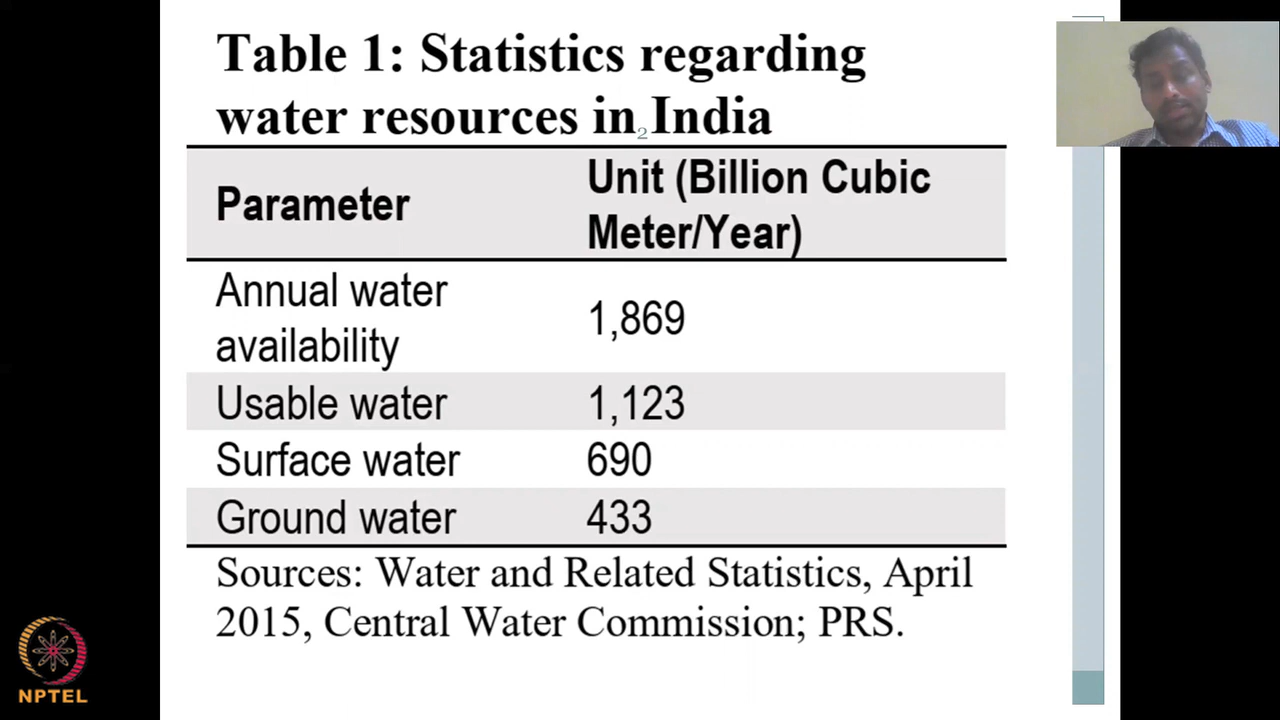 Table 1: Statistics regarding
water resources in India
2
Parameter
Unit (Billion Cubic
Meter/Year)
Annual water
availability
1,869
Usable water 1,123
Surface water 690
Ground water 433
Sources: Water and Related Statistics, April
2015, Central Water Commission; PRS.
NPTEL